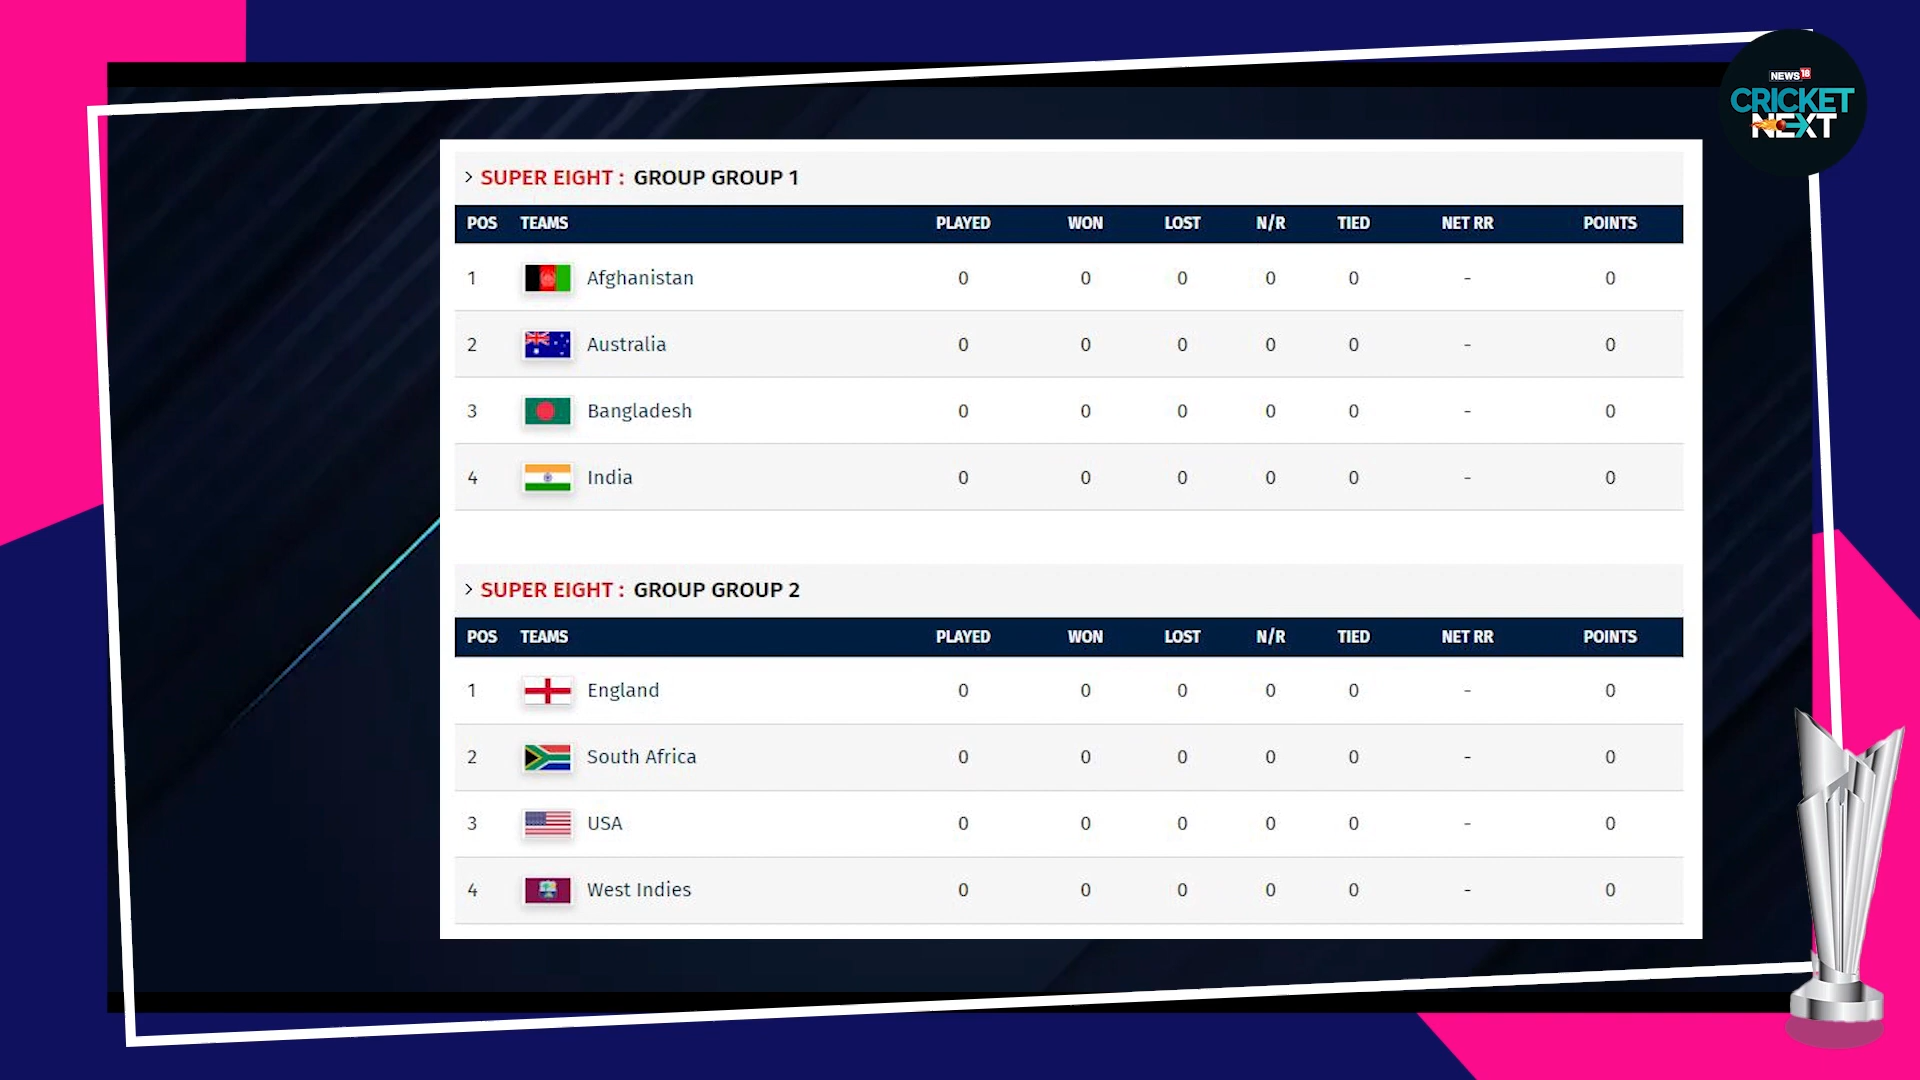 NEWS18
CRICKET
NEXT
> SUPER EIGHT : GROUP GROUP 1
POS TEAMS PLAYED WON LOST N/R TIED NET RR POINTS
1 Afghanistan 0 0 0 0 0 - 0
2 Australia 0 0 0 0 0 - 0
3 Bangladesh 0 0 0 0 0 - 0
4 India 0 0 0 0 0 - 0
> SUPER EIGHT : GROUP GROUP 2
POS TEAMS PLAYED WON LOST N/R TIED NET RR POINTS
1 England 0 0 0 0 0 - 0
2 South Africa 0 0 0 0 0 - 0
3 USA 0 0 0 0 0 - 0
4 West Indies 0 0 0 0 0 - 0